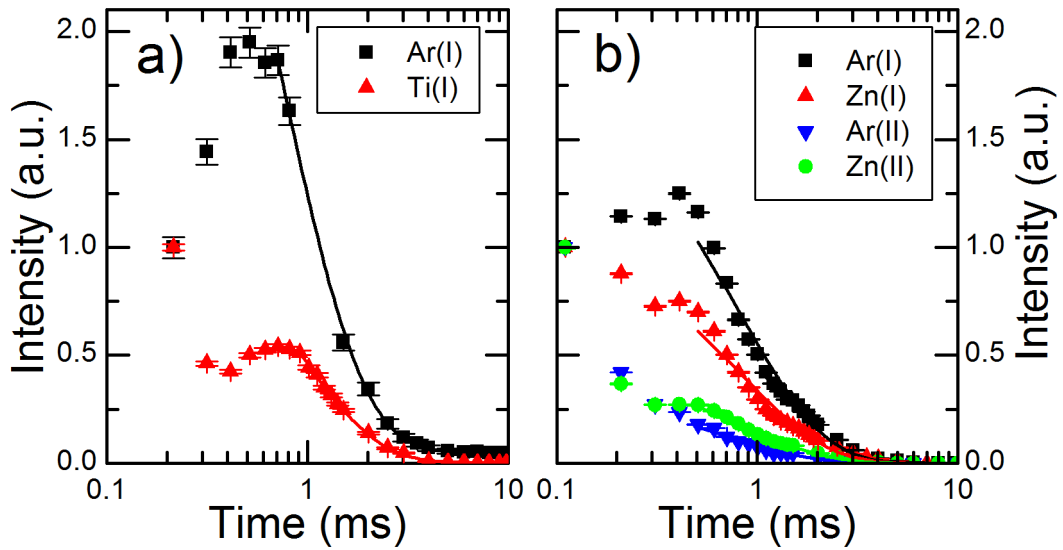 a)
Ar(I)
Ti(I)
Intensity (a.u.)
2.0
1.5
1.0
0.5
0.0
0.1
1
10
Time (ms)
b)
Ar(I)
Zn(I)
Ar(II)
Zn(II)
2.0
1.5
1.0
0.5
0.0
Intensity (a.u.)
0.1
1
10
Time (ms)